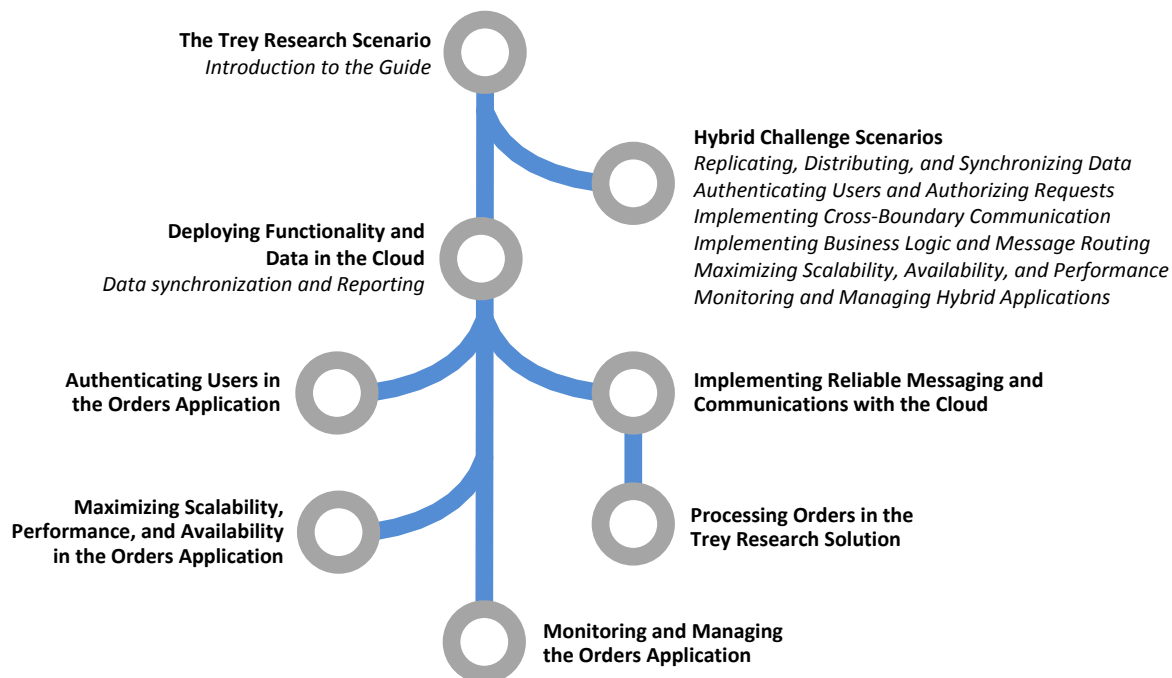 The Trey Research Scenario
Introduction to the Guide
Hybrid Challenge Scenarios
Replicating, Distributing, and Synchronizing Data
Authenticating Users and Authorizing Requests
Implementing Cross-Boundary Communication
Implementing Business Logic and Message Routing
Maximizing Scalability, Availability, and Performance
Monitoring and Managing Hybrid Applications
Deploying Functionality and
Data in the Cloud
Data synchronization and Reporting
Authenticating Users in
the Orders Application
Implementing Reliable Messaging and
Communications with the Cloud
Maximizing Scalability,
Performance, and Availability
in the Orders Application
Processing Orders in the
Trey Research Solution
Monitoring and Managing
the Orders Application